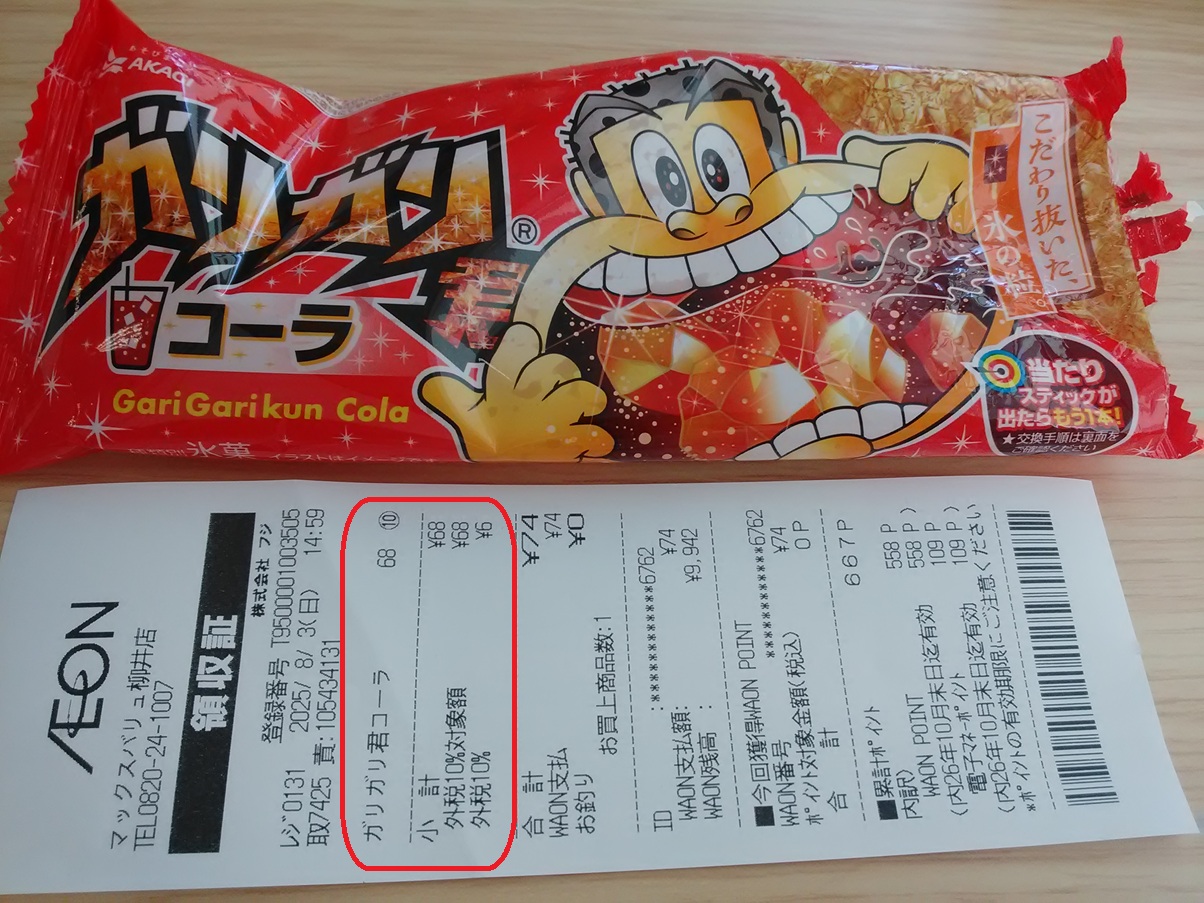 あそびましょ。
AKAGI
ガリガリ君
®
コーラ
GariGarikun Cola
氷菓
こだわり抜いた、
氷の粒。
当たり
スティックが
出たらもう1本!
★交換手順は裏面を
ご確認ください
ÆON
マックスバリュ柳井店
TEL0820-24-1007
領収証
株式会社 フジ
登録番号 T9500001003505
レジ0131 2025/ 8/ 3(日) 14:59
取7425 責:105434131
ガリガリ君コーラ 68 ⑩
小 計 ¥68
外税10%対象額 ¥68
外税10% ¥6
合 計 ¥74
WAON支払 ¥74
お釣り ¥0
お買上商品数:1
ID :************6762
WAON支払額: ¥74
WAON残高: ¥9,942
■今回獲得WAON POINT
WAON番号 ************6762
ポイント対象金額(税込) ¥74
合 計 0P
■累計ポイント 667P
内訳)
WAON POINT 558P
(内26年10月末日迄有効 558P)
電子マネーポイント 109P
(内26年10月末日迄有効 109P)
*ポイントの有効期限にご注意ください